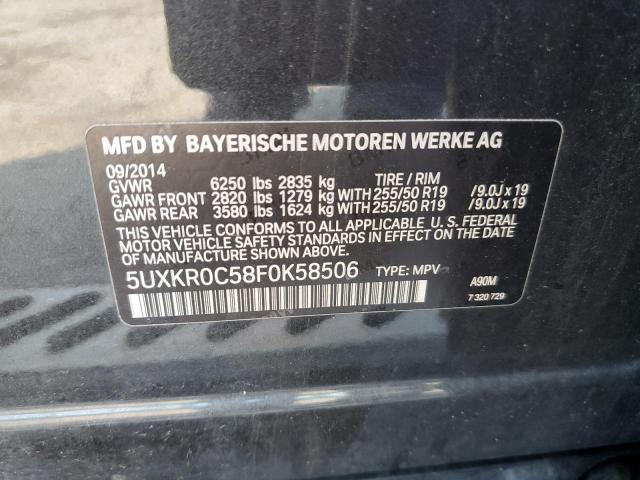 MFD BY BAYERISCHE MOTOREN WERKE AG
09/2014
GVWR 6250 lbs 2835 kg TIRE / RIM
GAWR FRONT 2820 lbs 1279 kg WITH 255/50 R19 /9.0J x 19
GAWR REAR 3580 lbs 1624 kg WITH 255/50 R19 /9.0J x 19
THIS VEHICLE CONFORMS TO ALL APPLICABLE U. S. FEDERAL
MOTOR VEHICLE SAFETY STANDARDS IN EFFECT ON THE DATE
OF MANUFACTURE SHOWN ABOVE.
5UXKR0C58F0K58506 TYPE: MPV
A90M
7 320 729